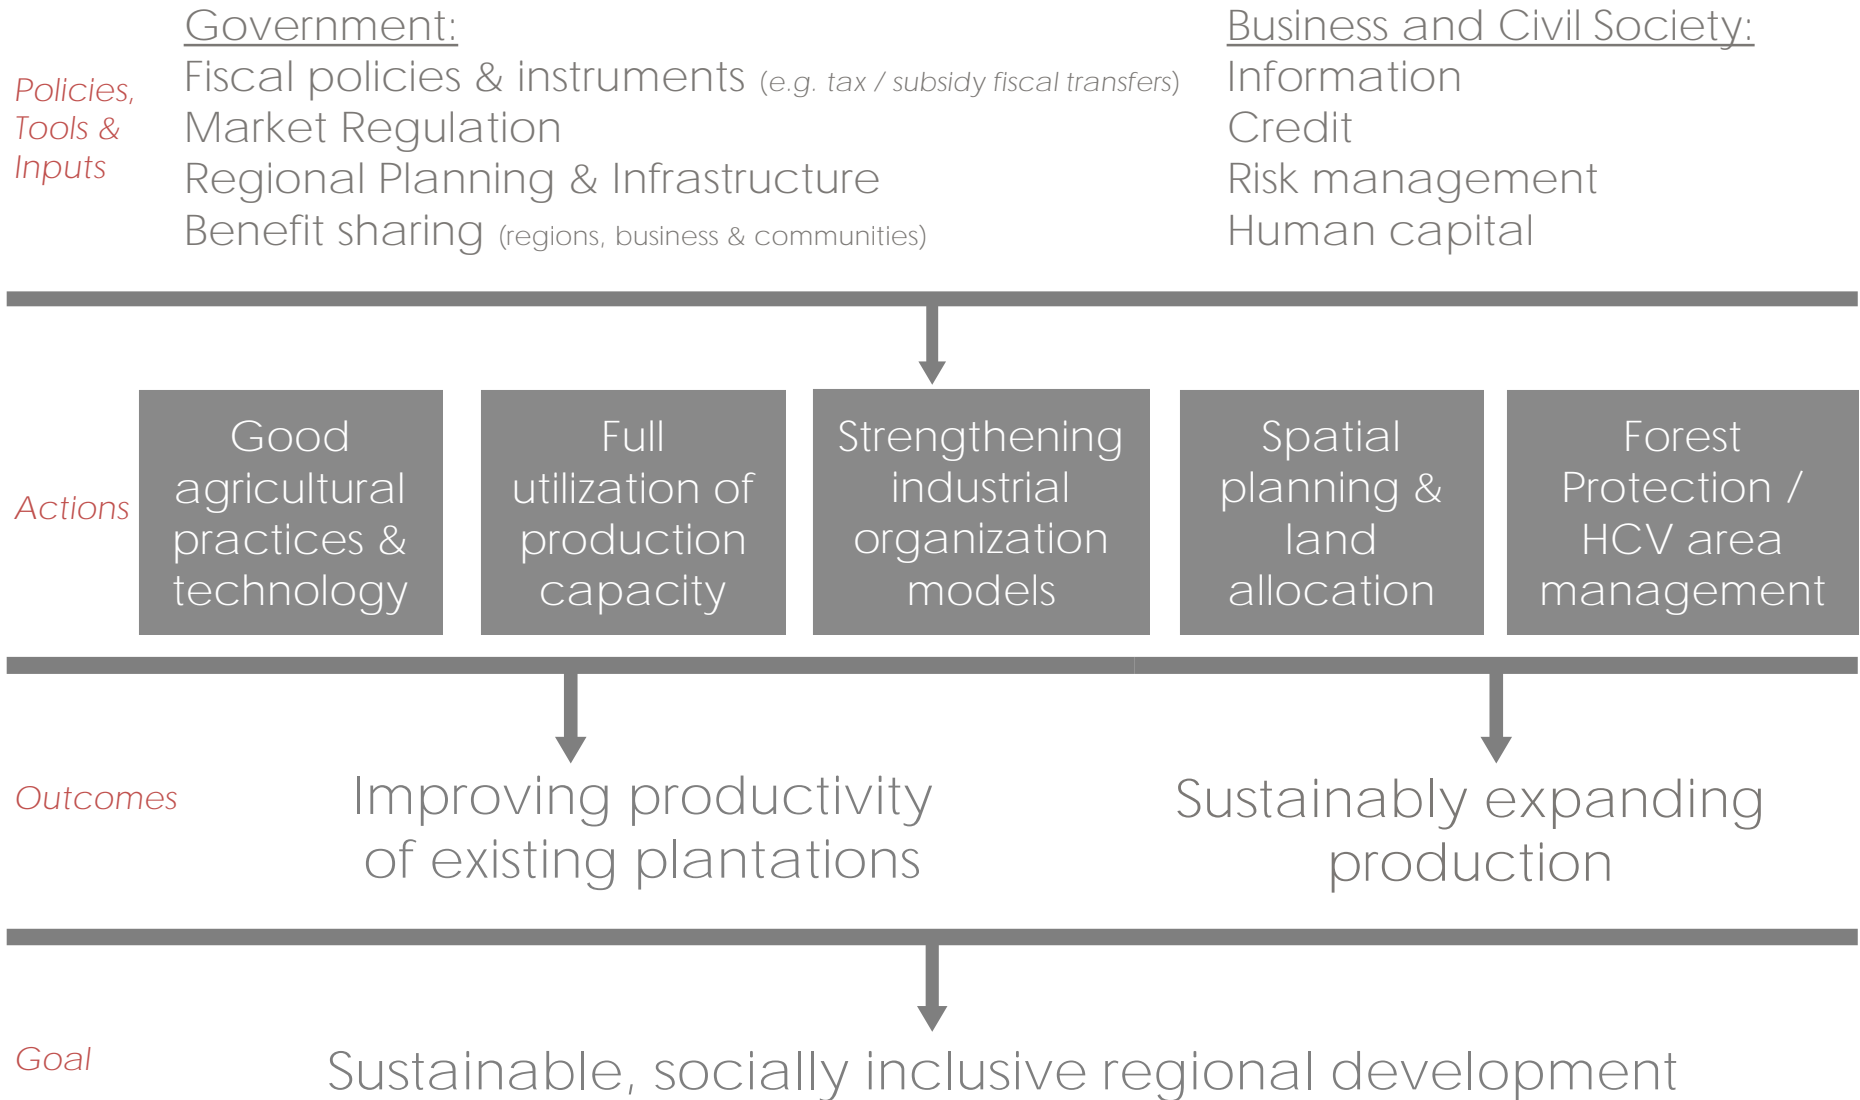 Policies,
Tools &
Inputs
Government:
Fiscal policies & instruments (e.g. tax / subsidy fiscal transfers)
Market Regulation
Regional Planning & Infrastructure
Benefit sharing (regions, business & communities)
Business and Civil Society:
Information
Credit
Risk management
Human capital
Actions
Good
agricultural
practices &
technology
Full
utilization of
production
capacity
Strengthening
industrial
organization
models
Spatial
planning &
land
allocation
Forest
Protection /
HCV area
management
Outcomes
Improving productivity
of existing plantations
Sustainably expanding
production
Goal
Sustainable, socially inclusive regional development